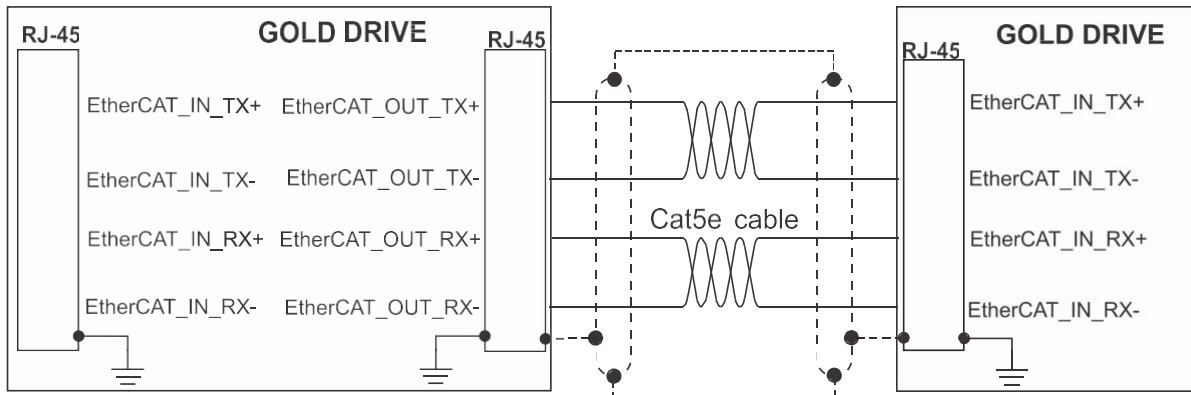 RJ-45
GOLD DRIVE
RJ-45
EtherCAT_IN_TX+
EtherCAT_OUT_TX+
EtherCAT_IN_TX-
EtherCAT_OUT_TX-
EtherCAT_IN_RX+
EtherCAT_OUT_RX+
EtherCAT_IN_RX-
EtherCAT_OUT_RX-
Cat5e cable
GOLD DRIVE
RJ-45
EtherCAT_IN_TX+
EtherCAT_IN_TX-
EtherCAT_IN_RX+
EtherCAT_IN_RX-